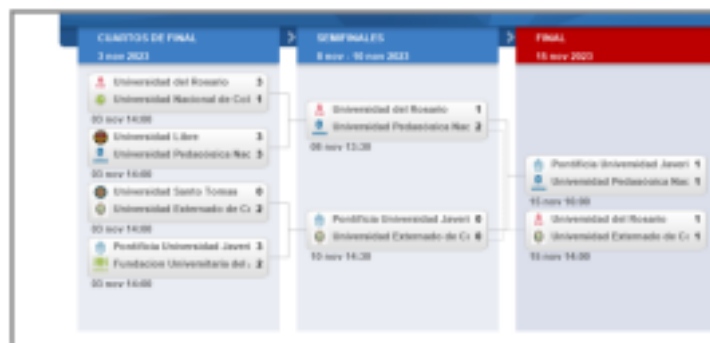 CUARTOS DE FINAL
3 nov 2023
Universidad del Rosario 3
Universidad Nacional de Col 1
03 nov 14:00
Universidad Libre 3
Universidad Pedagógica Nac 3
03 nov 14:00
Universidad Santo Tomas 0
Universidad Externado de Co 2
03 nov 14:00
Pontificia Universidad Javeri 3
Fundacion Universitaria del 2
03 nov 14:00
SEMIFINALES
8 nov - 10 nov 2023
Universidad del Rosario 1
Universidad Pedagógica Nac 2
08 nov 13:30
Pontificia Universidad Javeri 0
Universidad Externado de Co 0
10 nov 14:30
FINAL
15 nov 2023
Pontificia Universidad Javeri 1
Universidad Pedagógica Nac 1
15 nov 16:00
Universidad del Rosario 1
Universidad Externado de Co 1
15 nov 14:00